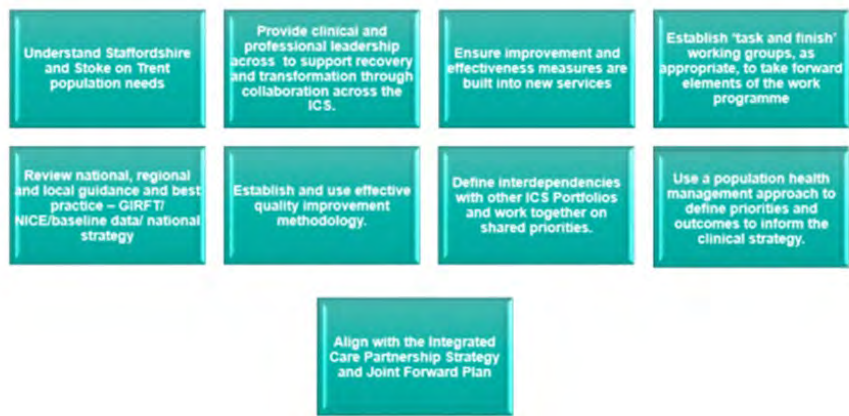 Understand Staffordshire
and Stoke on Trent
population needs
Provide clinical and
professional leadership
across to support recovery
and transformation through
collaboration across the
ICS.
Ensure improvement and
effectiveness measures are
built into new services
Establish 'task and finish'
working groups, as
appropriate, to take forward
elements of the work
programme
Review national, regional
and local guidance and best
practice – GIRFT/
NICE/baseline data/ national
strategy
Establish and use effective
quality improvement
methodology.
Define interdependencies
with other ICS Portfolios
and work together on
shared priorities.
Use a population health
management approach to
define priorities and
outcomes to inform the
clinical strategy.
Align with the Integrated
Care Partnership Strategy
and Joint Forward Plan